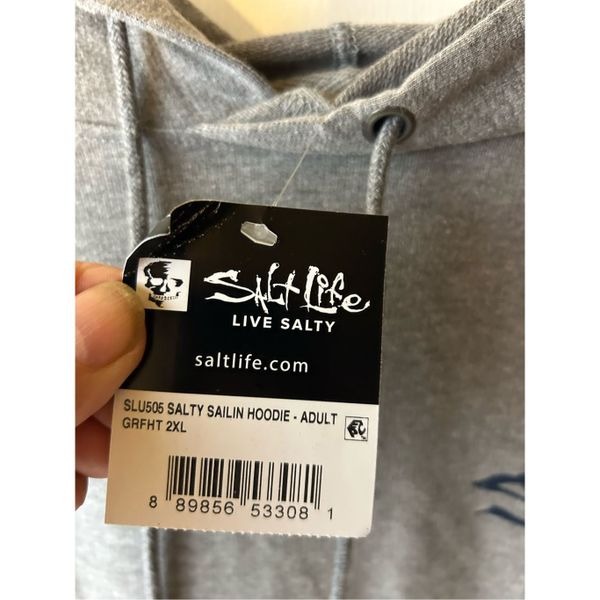 Salt Life
LIVE SALTY
saltlife.com
SLU505 SALTY SAILIN HOODIE - ADULT
GRFHT 2XL
8 89856 53308 1